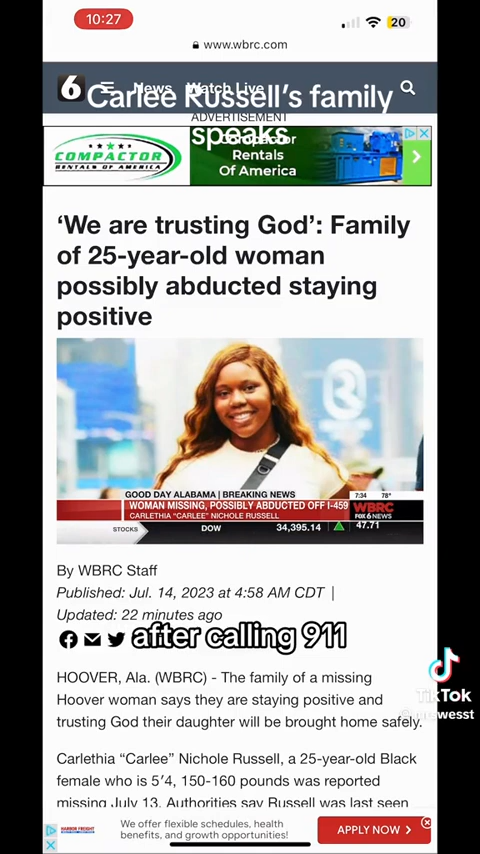 10:27
20
www.wbrc.com
6 News Watch Live
Carlee Russell's family
speaks
ADVERTISEMENT
COMPACTOR
RENTALS OF AMERICA
Compactor
Rentals
Of America
‘We are trusting God’: Family
of 25-year-old woman
possibly abducted staying
positive
GOOD DAY ALABAMA | BREAKING NEWS
WOMAN MISSING, POSSIBLY ABDUCTED OFF I-459
CARLETHIA "CARLEE" NICHOLE RUSSELL
7:34 78°
WBRC
FOX 6 NEWS
STOCKS DOW 34,395.14 47.71
By WBRC Staff
Published: Jul. 14, 2023 at 4:58 AM CDT |
Updated: 22 minutes ago
after calling 911
HOOVER, Ala. (WBRC) - The family of a missing
Hoover woman says they are staying positive and
trusting God their daughter will be brought home safely.
TikTok
Carlethia “Carlee” Nichole Russell, a 25-year-old Black
female who is 5’4, 150-160 pounds was reported
missing July 13. Authorities say Russell was last seen
HARBOR FREIGHT
We offer flexible schedules, health
benefits, and growth opportunities!
APPLY NOW